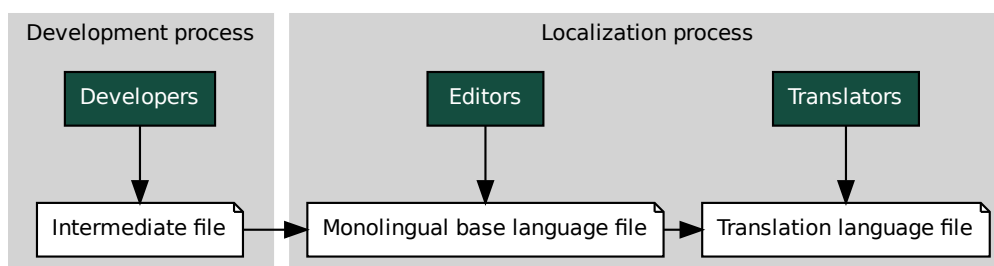 Development process
Localization process
Developers
Editors
Translators
Intermediate file
Monolingual base language file
Translation language file